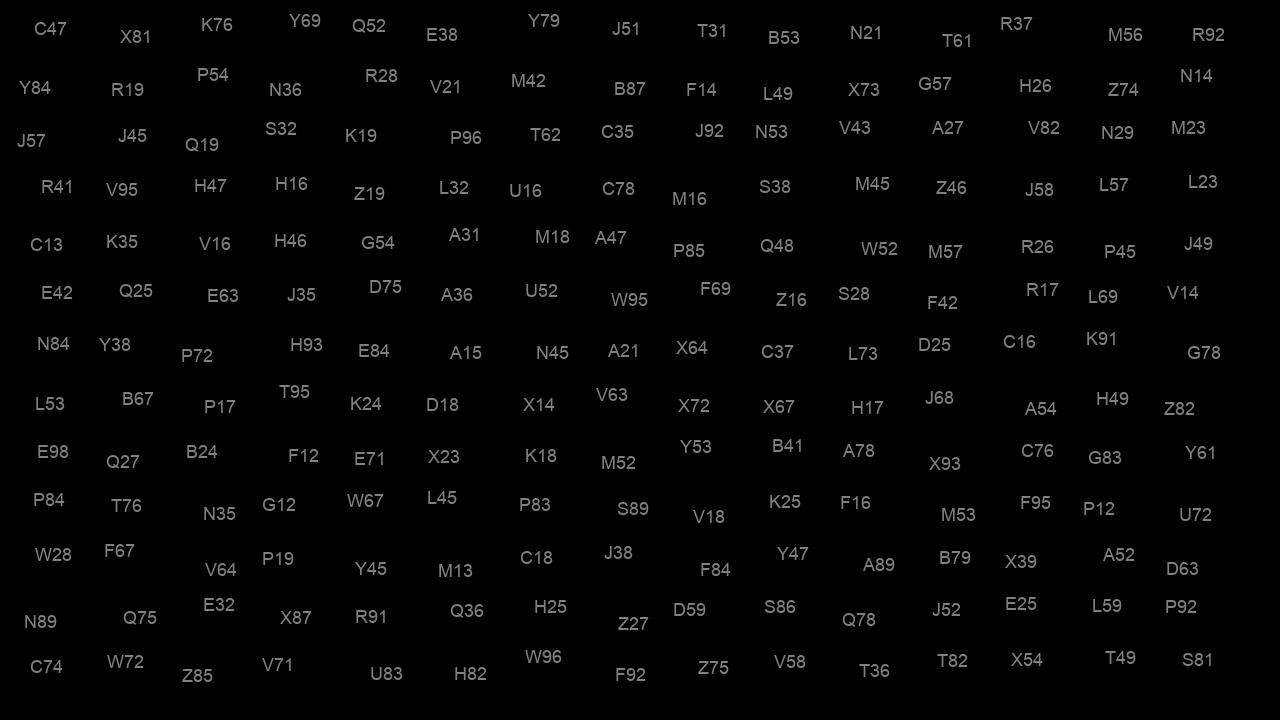 C47 X81 K76 Y69 Q52 E38 Y79 J51 T31 B53 N21 T61 R37 M56 R92
Y84 R19 P54 N36 R28 V21 M42 B87 F14 L49 X73 G57 H26 Z74 N14
J57 J45 Q19 S32 K19 P96 T62 C35 J92 N53 V43 A27 V82 N29 M23
R41 V95 H47 H16 Z19 L32 U16 C78 M16 S38 M45 Z46 J58 L57 L23
C13 K35 V16 H46 G54 A31 M18 A47 P85 Q48 W52 M57 R26 P45 J49
E42 Q25 E63 J35 D75 A36 U52 W95 F69 Z16 S28 F42 R17 L69 V14
N84 Y38 P72 H93 E84 A15 N45 A21 X64 C37 L73 D25 C16 K91 G78
L53 B67 P17 T95 K24 D18 X14 V63 X72 X67 H17 J68 A54 H49 Z82
E98 Q27 B24 F12 E71 X23 K18 M52 Y53 B41 A78 X93 C76 G83 Y61
P84 T76 N35 G12 W67 L45 P83 S89 V18 K25 F16 M53 F95 P12 U72
W28 F67 V64 P19 Y45 M13 C18 J38 F84 Y47 A89 B79 X39 A52 D63
N89 Q75 E32 X87 R91 Q36 H25 Z27 D59 S86 Q78 J52 E25 L59 P92
C74 W72 Z85 V71 U83 H82 W96 F92 Z75 V58 T36 T82 X54 T49 S81